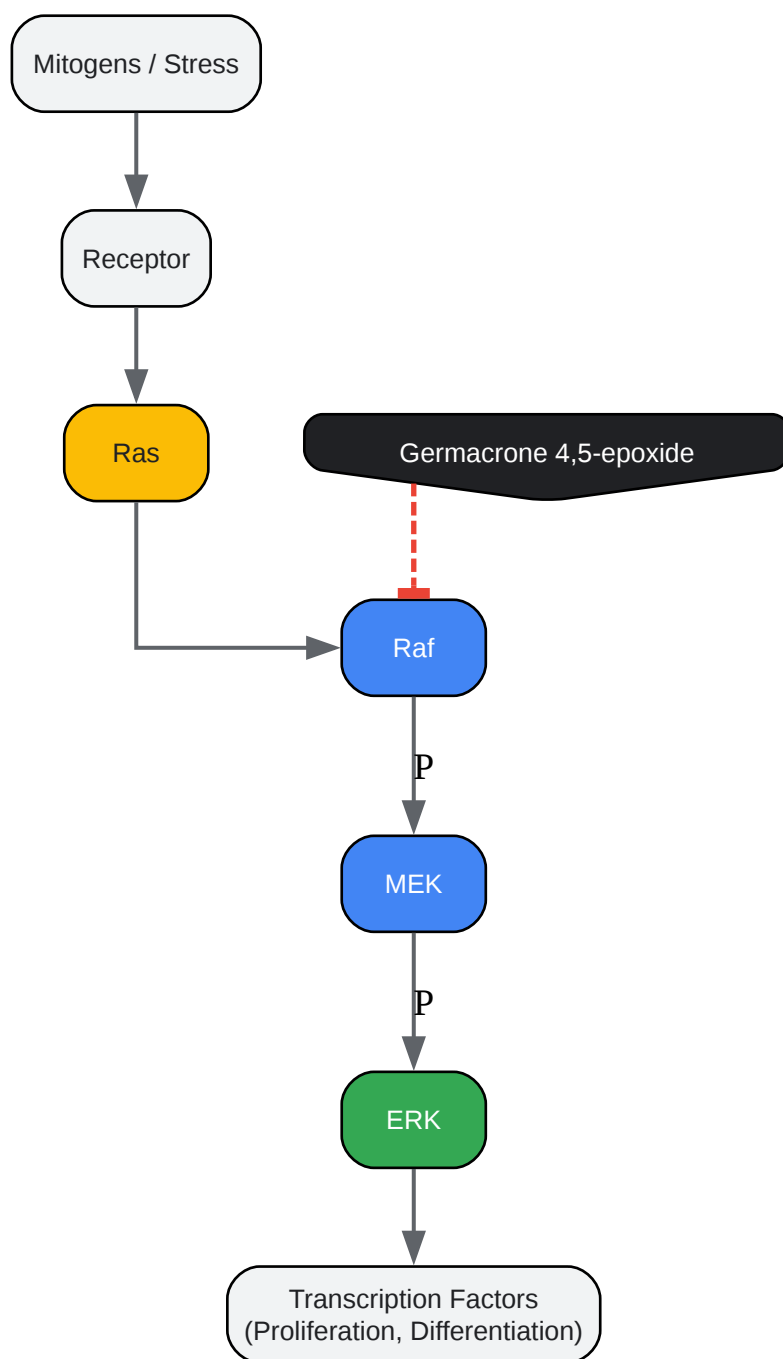 Mitogens / Stress
Receptor
Ras
Germacrone 4,5-epoxide
Raf
P
MEK
P
ERK
Transcription Factors
(Proliferation, Differentiation)